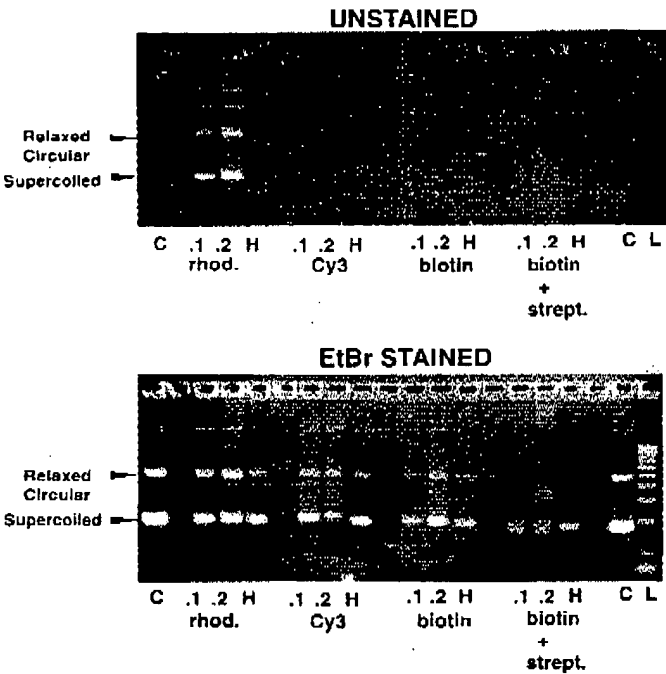 UNSTAINED
Relaxed
Circular
Supercoiled
C .1 .2 H .1 .2 H .1 .2 H .1 .2 H C L
rhod. Cy3 biotin biotin
+
strept.
EtBr STAINED
Relaxed
Circular
Supercoiled
C .1 .2 H .1 .2 H .1 .2 H .1 .2 H C L
rhod. Cy3 biotin biotin
+
strept.